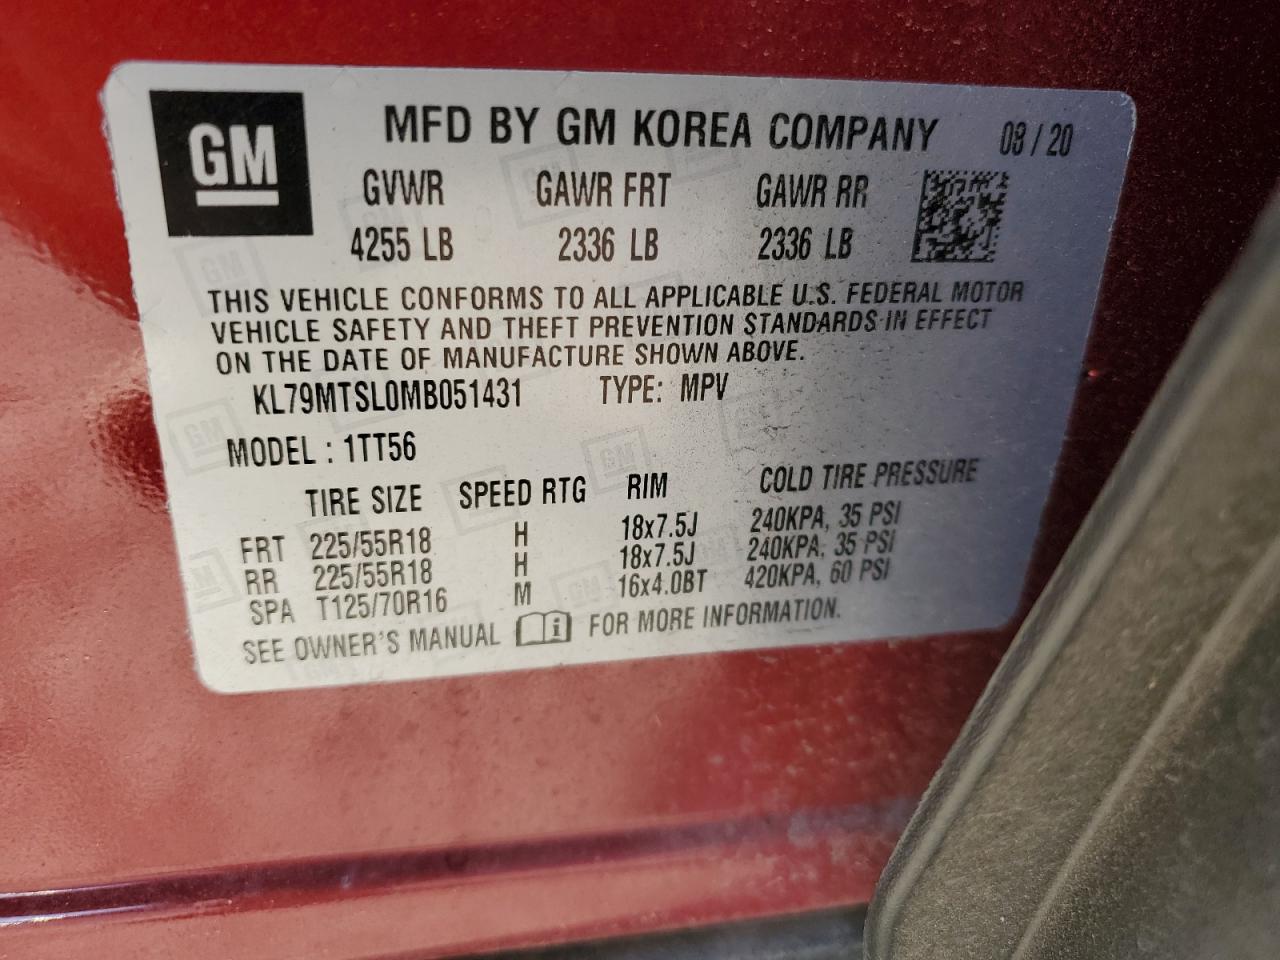 GM
MFD BY GM KOREA COMPANY 08/20
GVWR GAWR FRT GAWR RR
4255 LB 2336 LB 2336 LB
THIS VEHICLE CONFORMS TO ALL APPLICABLE U.S. FEDERAL MOTOR
VEHICLE SAFETY AND THEFT PREVENTION STANDARDS IN EFFECT
ON THE DATE OF MANUFACTURE SHOWN ABOVE.
KL79MTSL0MB051431 TYPE: MPV
MODEL : 1TT56
TIRE SIZE SPEED RTG RIM COLD TIRE PRESSURE
FRT 225/55R18 H 18x7.5J 240KPA, 35 PSI
RR 225/55R18 H 18x7.5J 240KPA, 35 PSI
SPA T125/70R16 M 16x4.0BT 420KPA, 60 PSI
SEE OWNER'S MANUAL i FOR MORE INFORMATION.